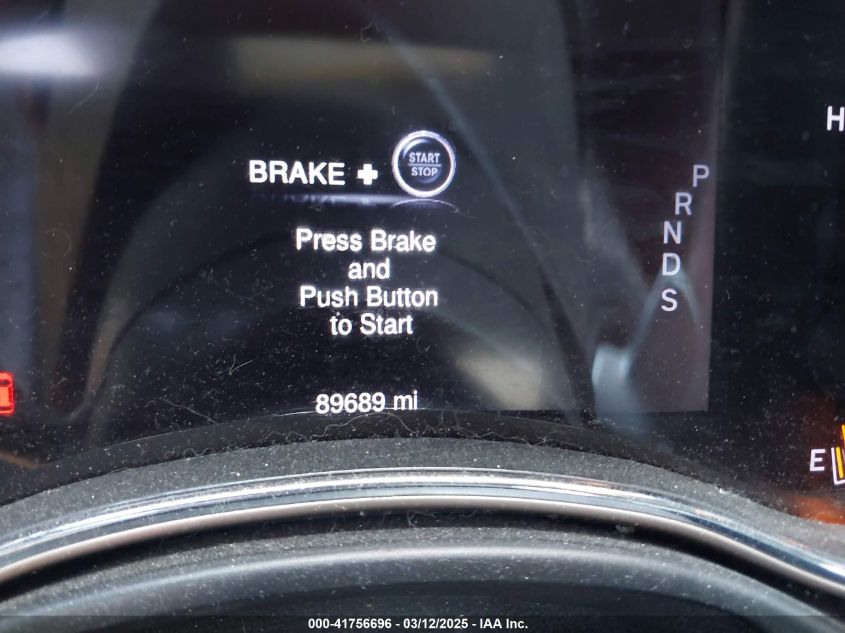 H
BRAKE + START STOP
P
R
N
D
S
Press Brake
and
Push Button
to Start
89689 mi
E
000-41756696 - 03/12/2025 - IAA Inc.